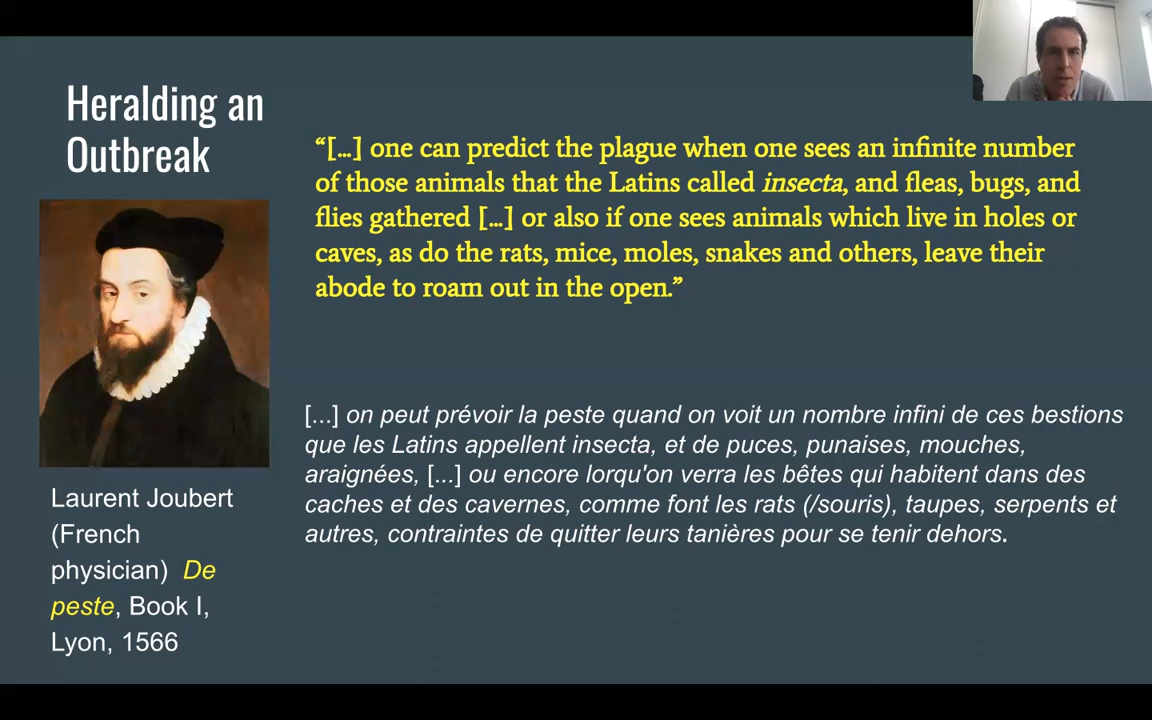 Heralding an
Outbreak
“[...] one can predict the plague when one sees an infinite number
of those animals that the Latins called insecta, and fleas, bugs, and
flies gathered [...] or also if one sees animals which live in holes or
caves, as do the rats, mice, moles, snakes and others, leave their
abode to roam out in the open.”
[...] on peut prévoir la peste quand on voit un nombre infini de ces bestions
que les Latins appellent insecta, et de puces, punaises, mouches,
araignées, [...] ou encore lorqu'on verra les bêtes qui habitent dans des
caches et des cavernes, comme font les rats (/souris), taupes, serpents et
autres, contraintes de quitter leurs tanières pour se tenir dehors.
Laurent Joubert
(French
physician) De
peste, Book I,
Lyon, 1566